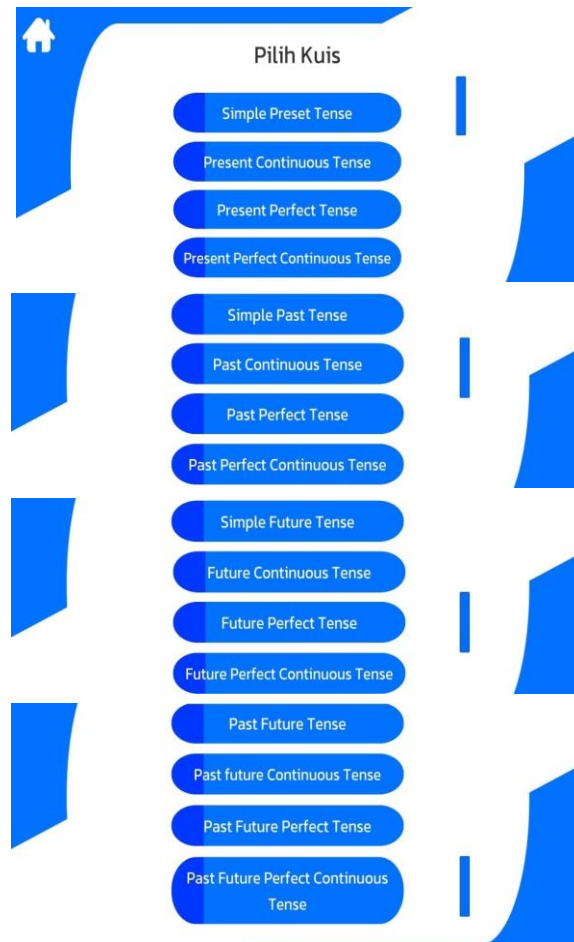 Pilih Kuis
Simple Preset Tense
Present Continuous Tense
Present Perfect Tense
Present Perfect Continuous Tense
Simple Past Tense
Past Continuous Tense
Past Perfect Tense
Past Perfect Continuous Tense
Simple Future Tense
Future Continuous Tense
Future Perfect Tense
Future Perfect Continuous Tense
Past Future Tense
Past future Continuous Tense
Past Future Perfect Tense
Past Future Perfect Continuous
Tense